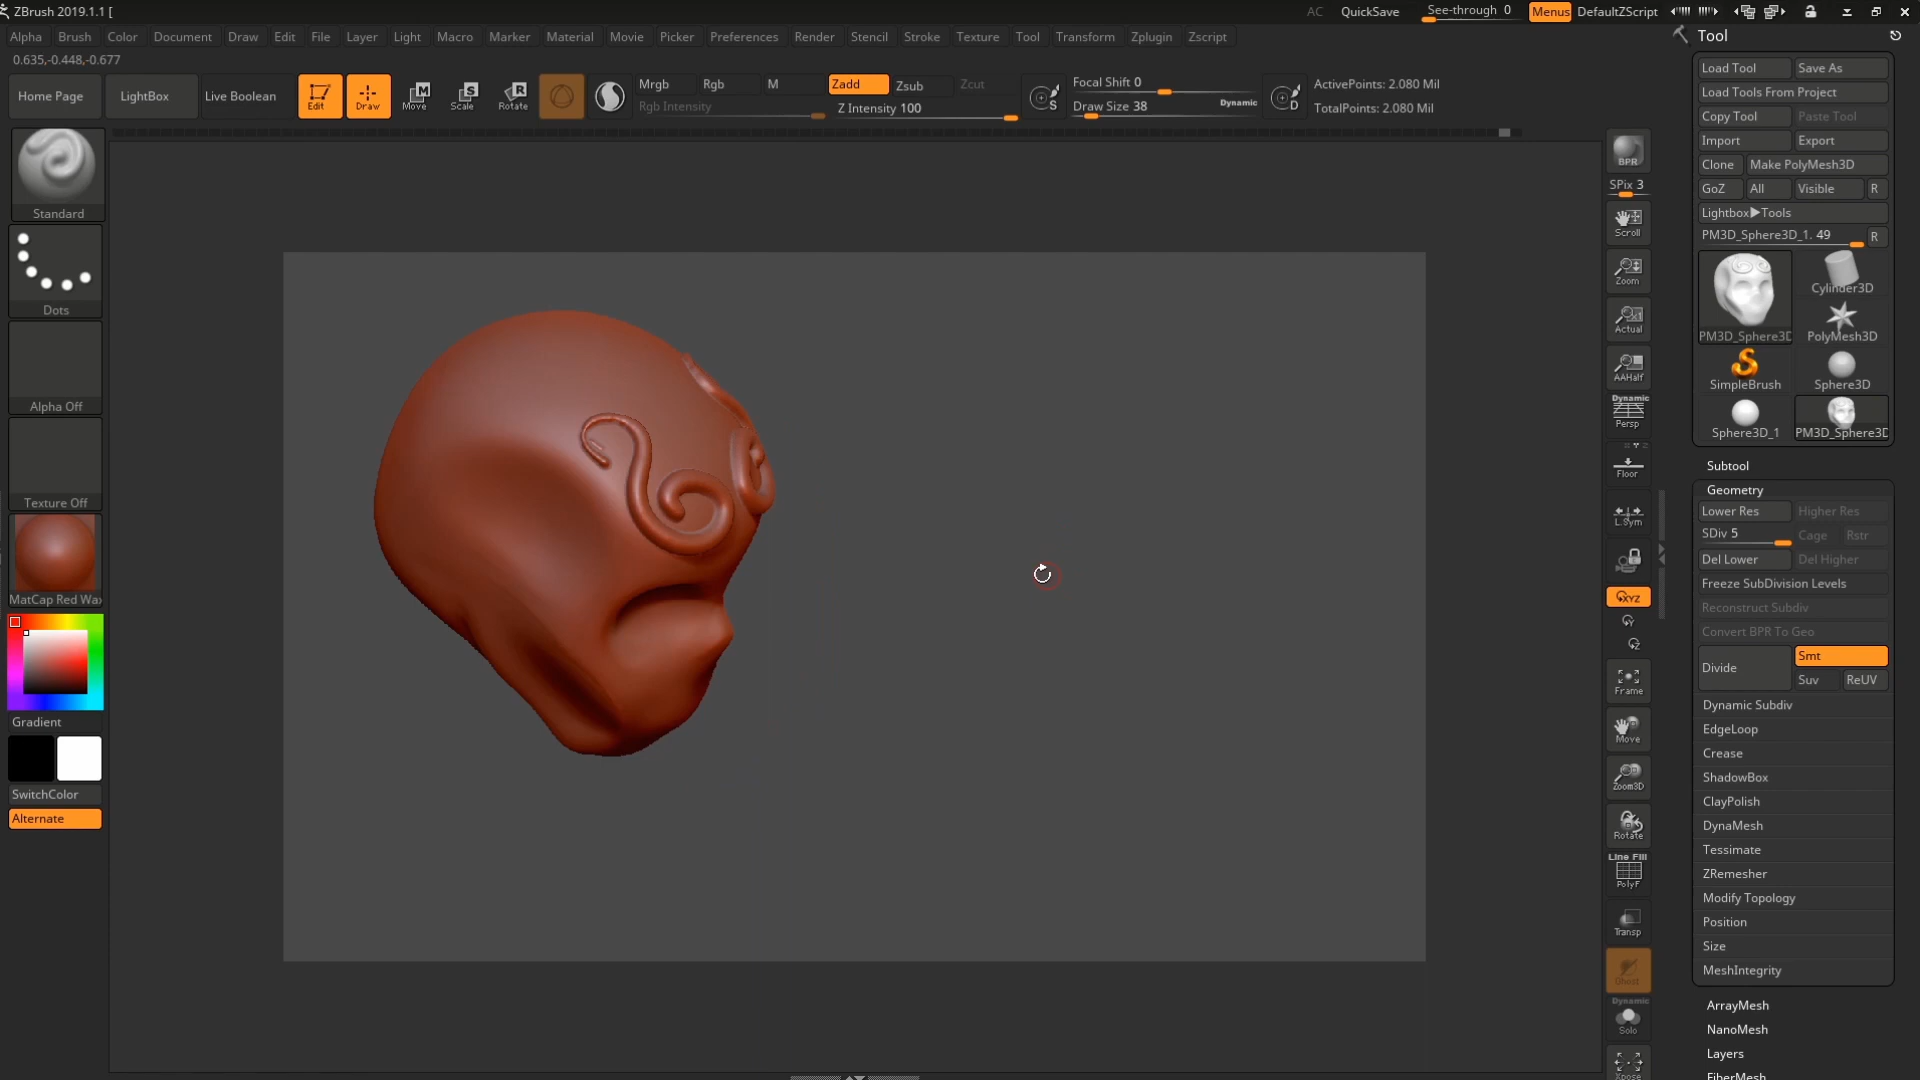 ZBrush 2019.1.1 [
AC QuickSave See-through 0 Menus DefaultZScript
Alpha Brush Color Document Draw Edit File Layer Light Macro Marker Material Movie Picker Preferences Render Stencil Stroke Texture Tool Transform Zplugin Zscript
0.635,-0.448,-0.677
Home Page LightBox Live Boolean Edit Draw Move Scale Rotate
M S R
Mrgb Rgb M Zadd Zsub Zcut
Rgb Intensity Z Intensity 100
S Focal Shift 0
Draw Size 38 Dynamic
D ActivePoints: 2.080 Mil
TotalPoints: 2.080 Mil
Standard
Dots
Alpha Off
Texture Off
MatCap Red Wax
Gradient
SwitchColor
Alternate
BPR
SPix 3
Scroll
Zoom
Actual
AAHalf
Dynamic
Persp
Floor
L.Sym
XYZ
Frame
Move
Zoom3D
Rotate
Line Fill
PolyF
Transp
Ghost
Dynamic
Solo
Xpose
Tool
Load Tool Save As
Load Tools From Project
Copy Tool Paste Tool
Import Export
Clone Make PolyMesh3D
GoZ All Visible R
Lightbox▶Tools
PM3D_Sphere3D_1. 49 R
PM3D_Sphere3D Cylinder3D
PolyMesh3D
SimpleBrush Sphere3D
Sphere3D_1 PM3D_Sphere3D
Subtool
Geometry
Lower Res Higher Res
SDiv 5 Cage Rstr
Del Lower Del Higher
Freeze SubDivision Levels
Reconstruct Subdiv
Convert BPR To Geo
Divide Smt
Suv ReUV
Dynamic Subdiv
EdgeLoop
Crease
ShadowBox
ClayPolish
DynaMesh
Tessimate
ZRemesher
Modify Topology
Position
Size
MeshIntegrity
ArrayMesh
NanoMesh
Layers
FiberMesh